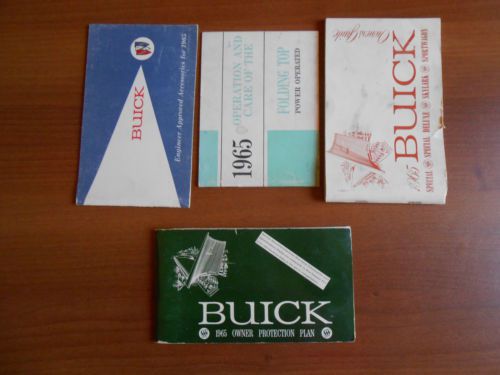 BUICK
Engineer Approved Accessories for 1965
1965
OPERATION AND
CARE OF THE
FOLDING TOP
POWER OPERATED
Owners Guide
BUICK
1965
SPECIAL SPECIAL DELUXE SKYLARK SPORTWAGON
BUICK
1965 OWNER PROTECTION PLAN